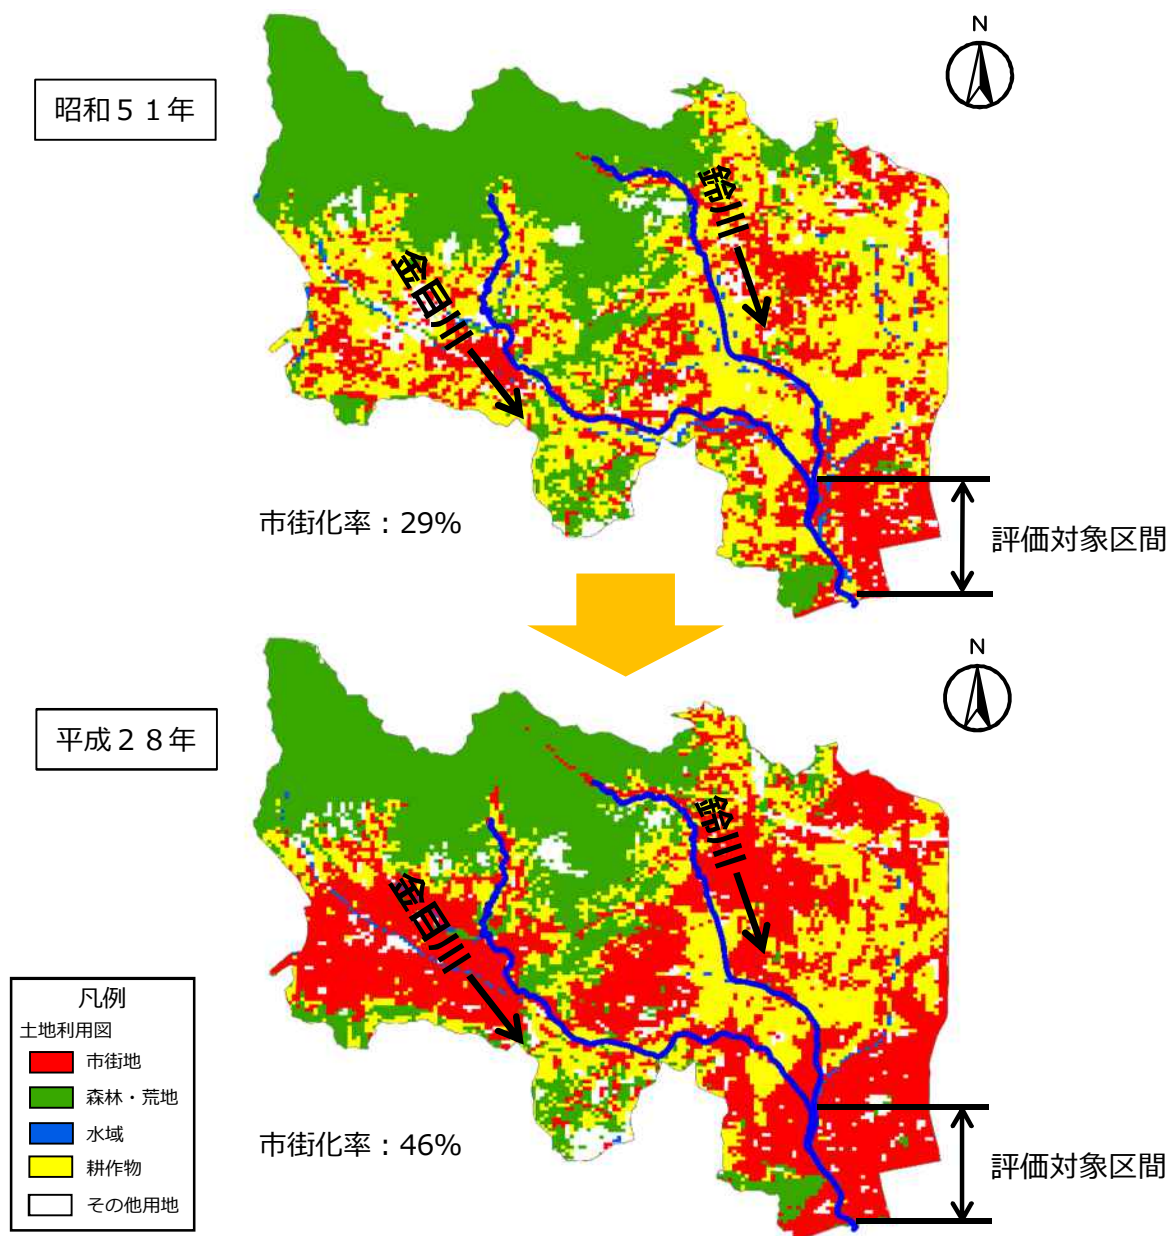 N
昭和５１年
鈴川
金目川
市街化率：29%
評価対象区間
N
平成２８年
鈴川
金目川
凡例
土地利用図
市街地
森林・荒地
水域
耕作物
その他用地
市街化率：46%
評価対象区間